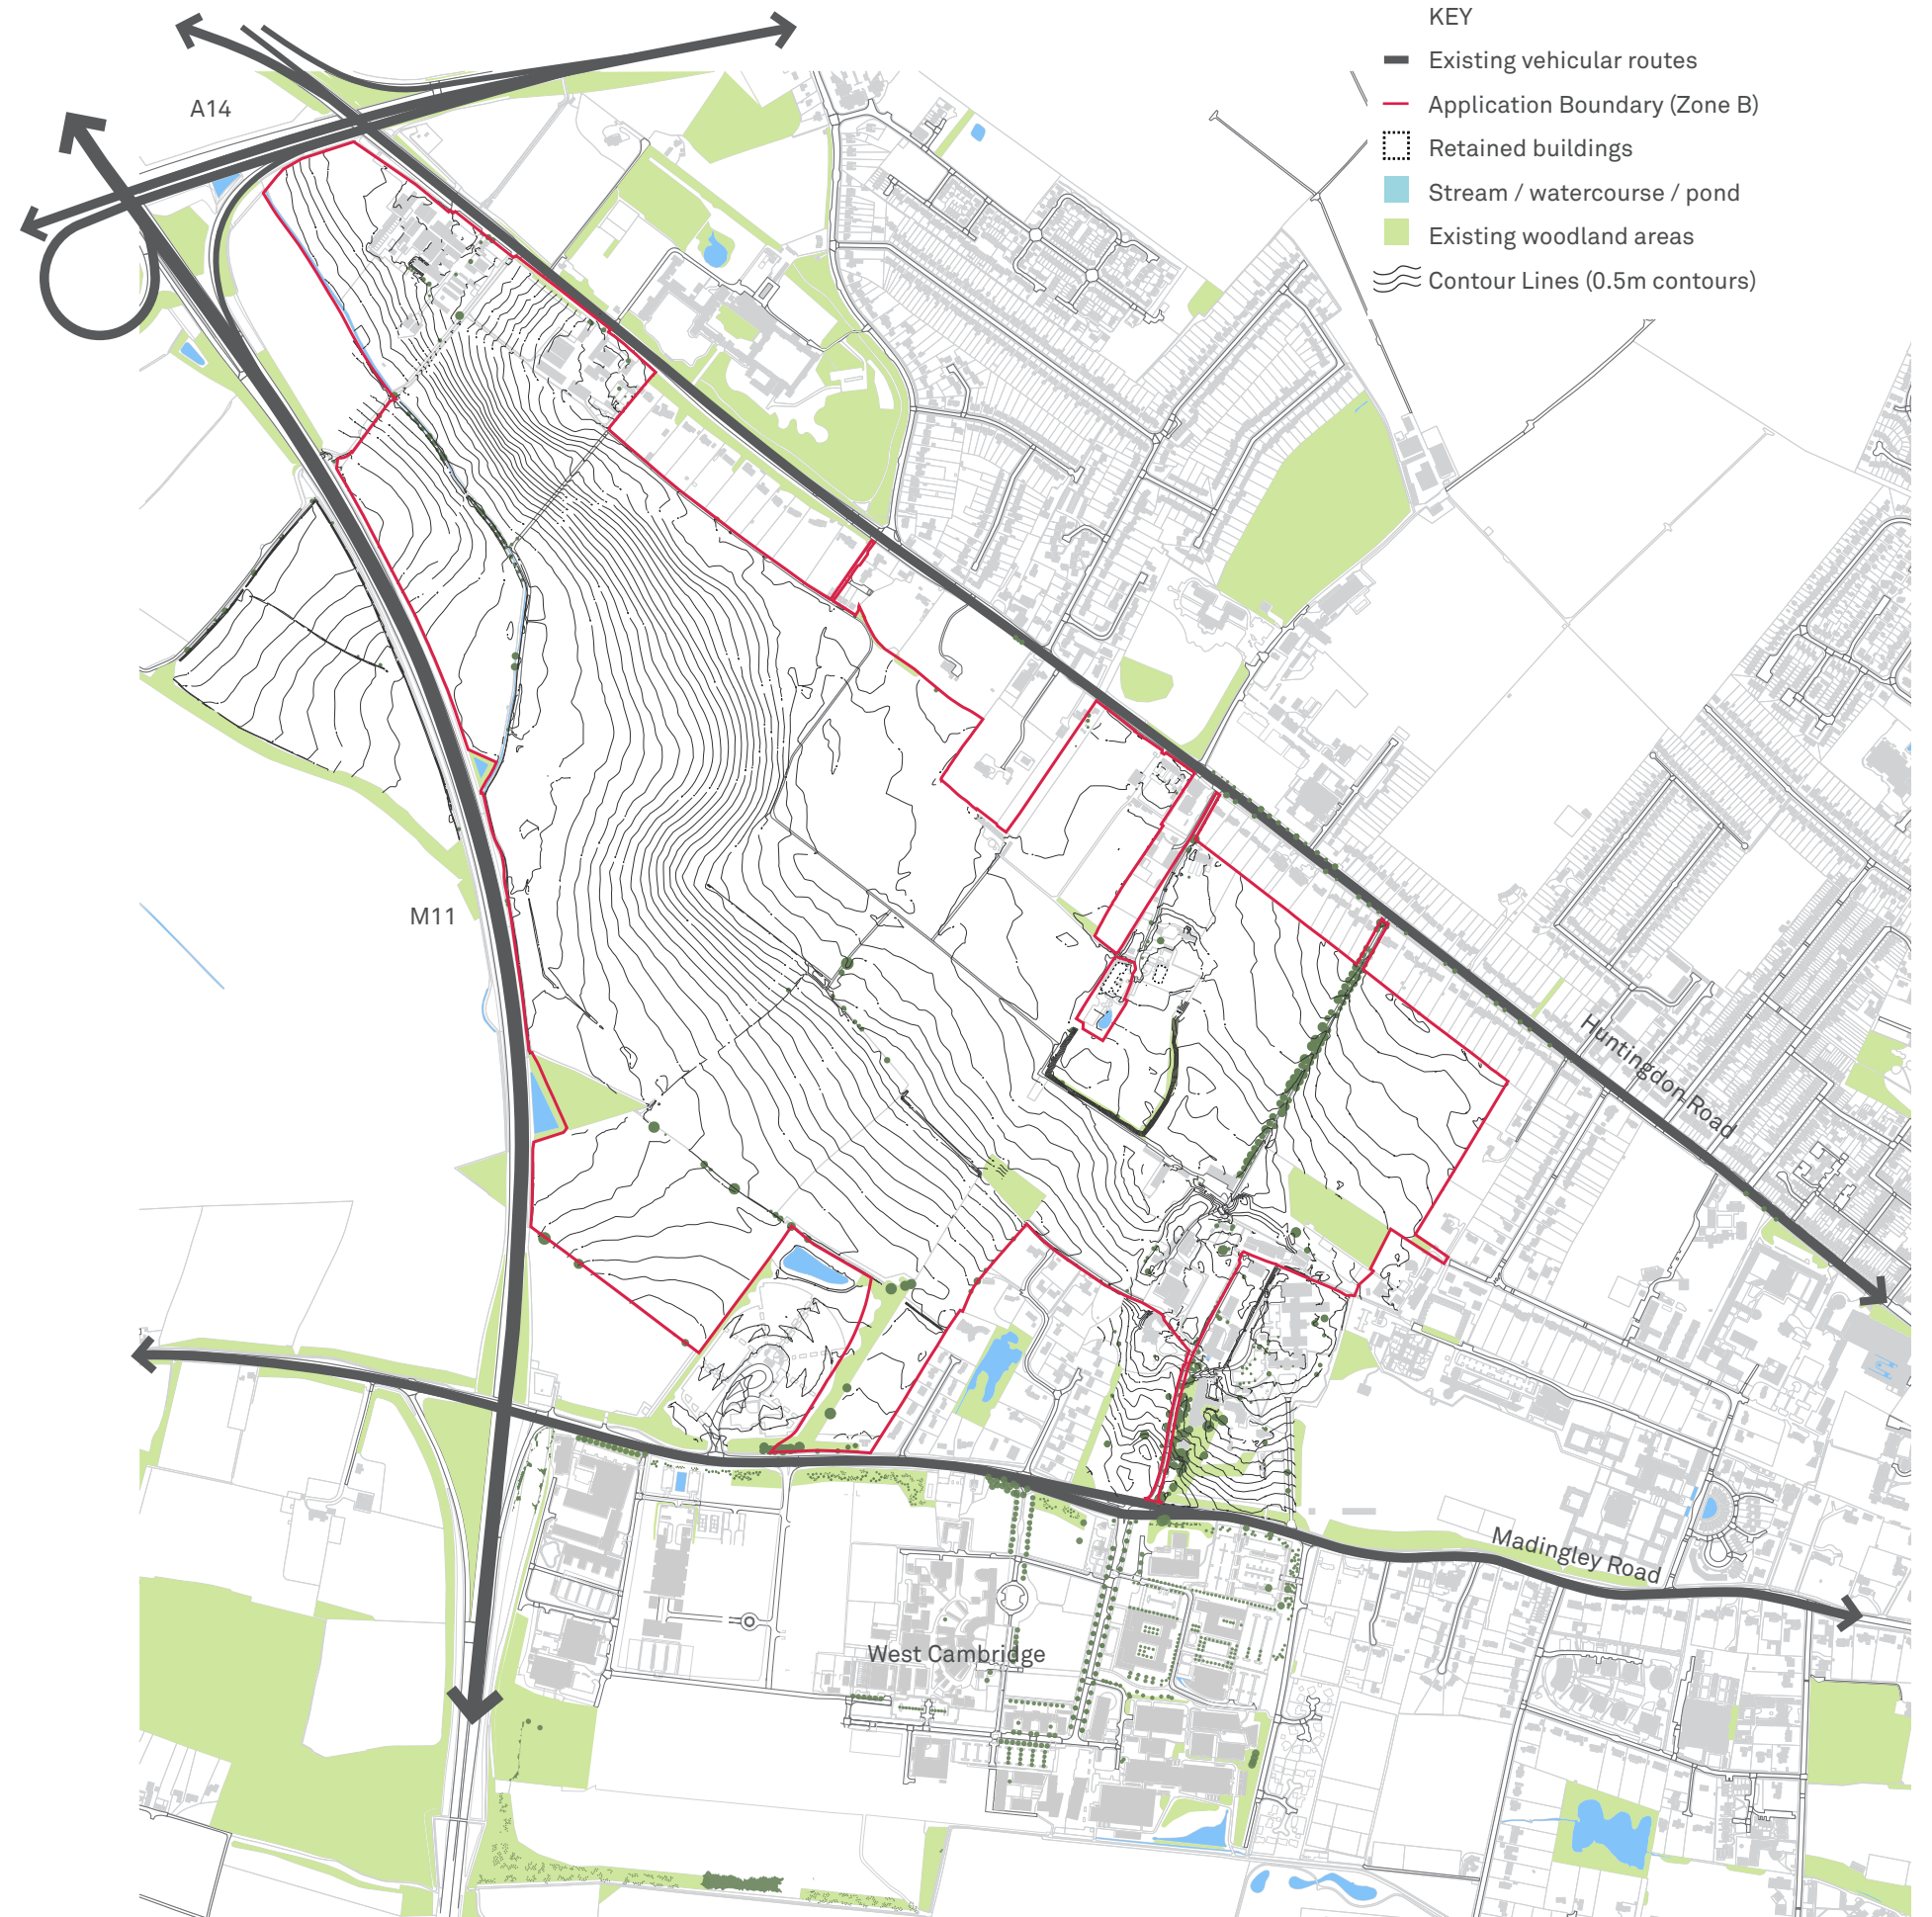 KEY
Existing vehicular routes
Application Boundary (Zone B)
Retained buildings
Stream / watercourse / pond
Existing woodland areas
Contour Lines (0.5m contours)
A14
M11
Huntingdon Road
Madingley Road
West Cambridge